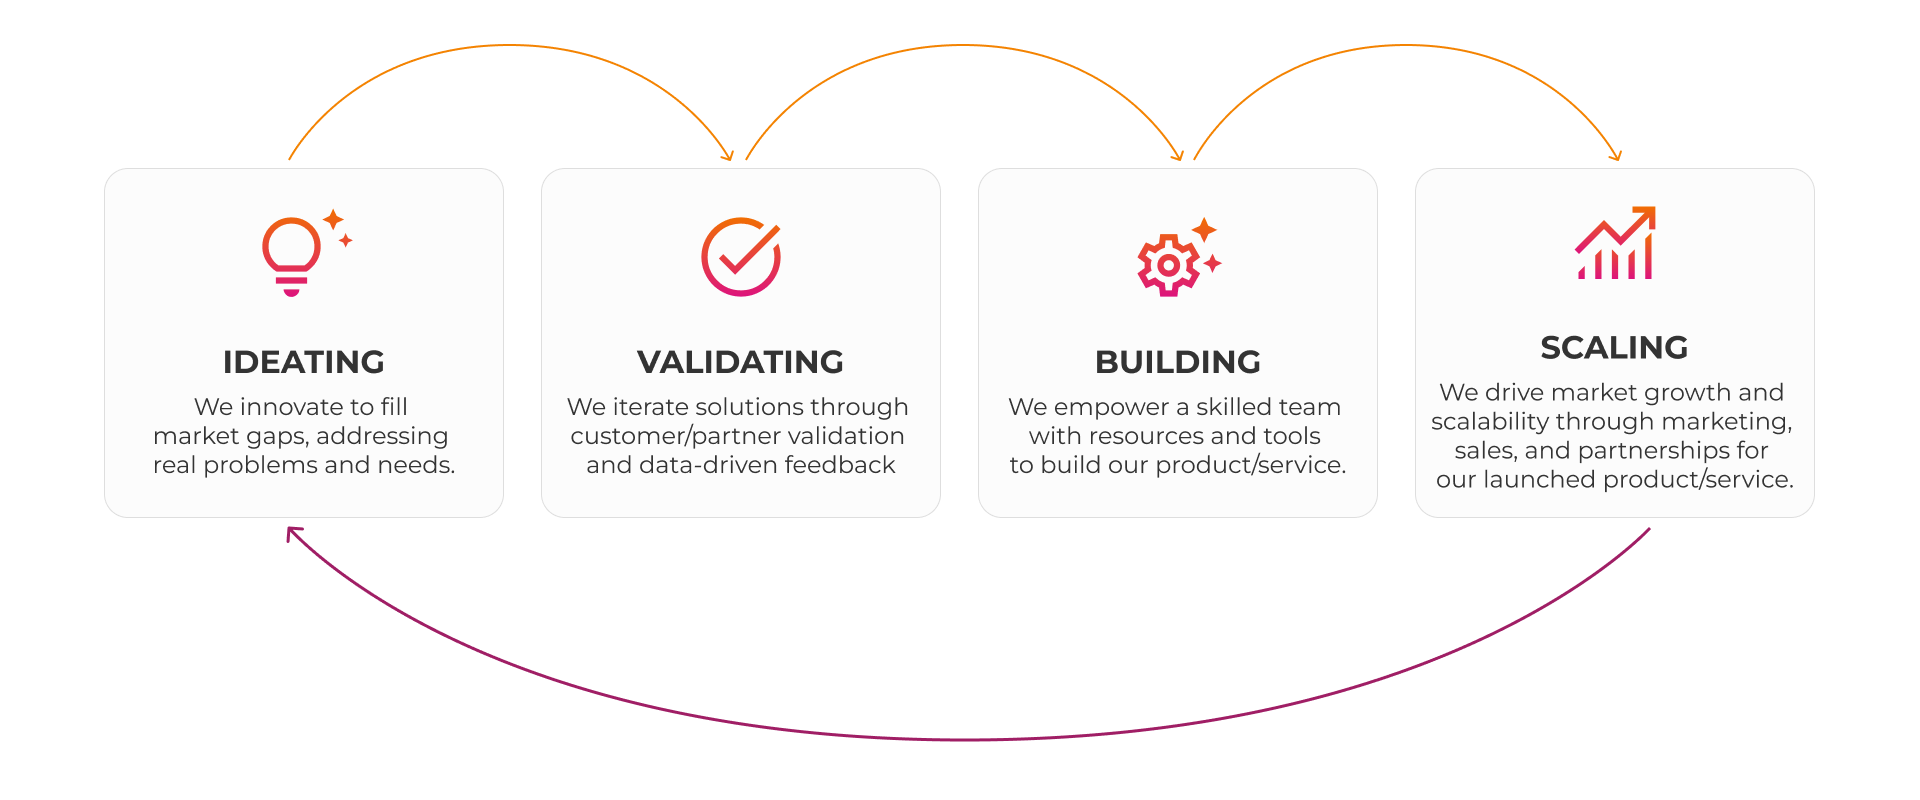 IDEATING
We innovate to fill
market gaps, addressing
real problems and needs.
VALIDATING
We iterate solutions through
customer/partner validation
and data-driven feedback
BUILDING
We empower a skilled team
with resources and tools
to build our product/service.
SCALING
We drive market growth and
scalability through marketing,
sales, and partnerships for
our launched product/service.